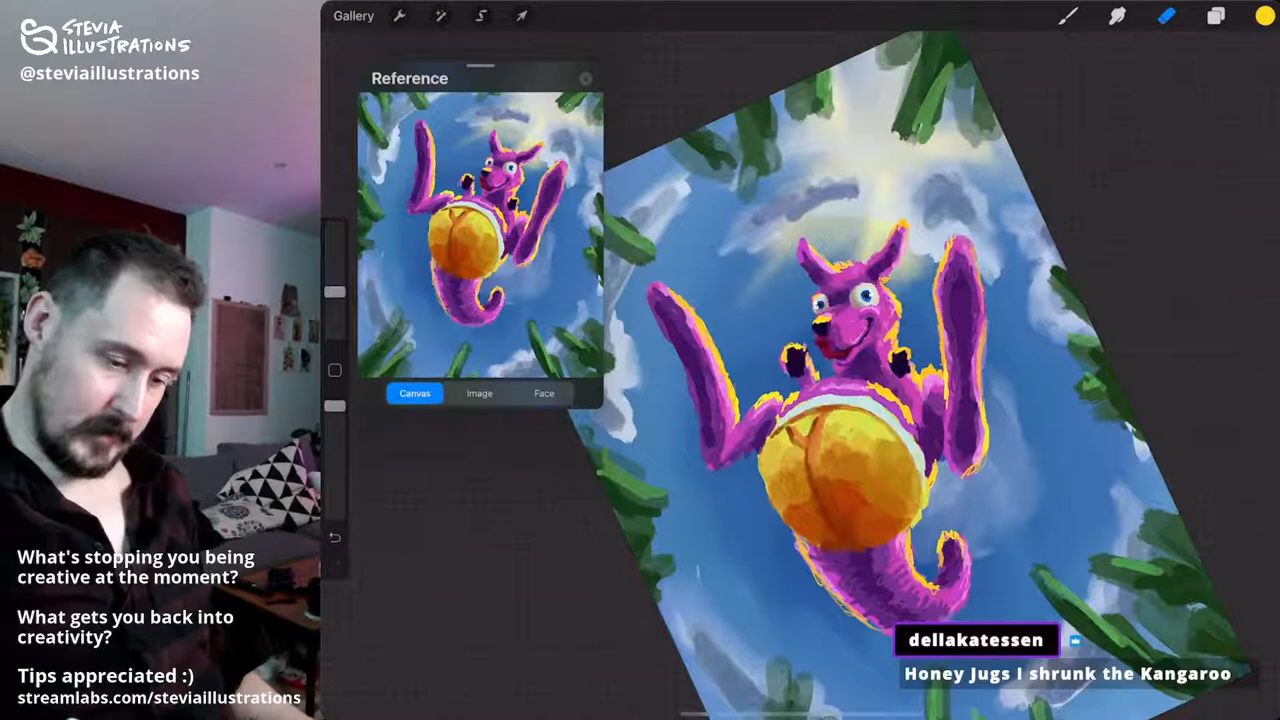 STEVIA
ILLUSTRATIONS
@steviaillustrations
Gallery
Reference
Canvas Image Face
What's stopping you being
creative at the moment?
What gets you back into
creativity?
Tips appreciated :)
streamlabs.com/steviaillustrations
dellakatessen
Honey Jugs I shrunk the Kangaroo